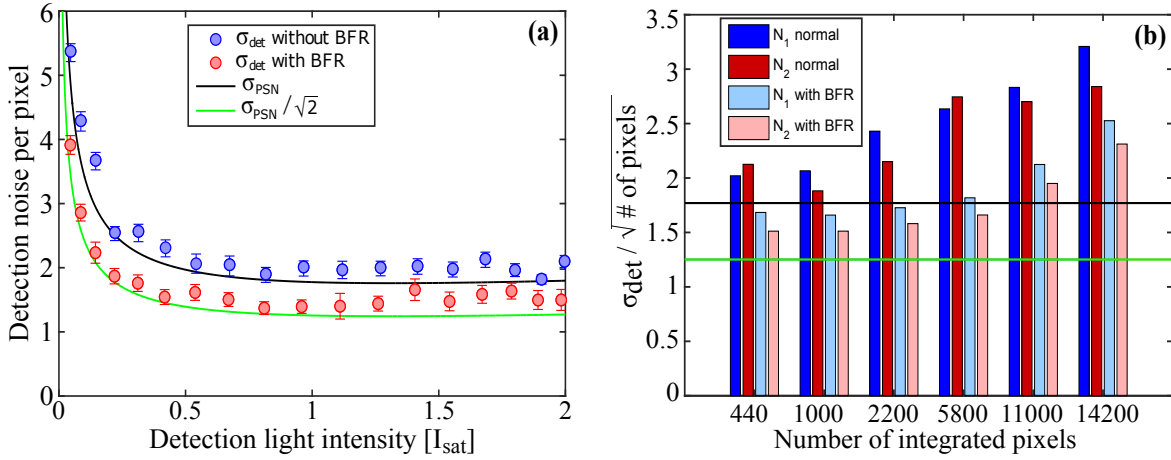 (a)
σdet without BFR
σdet with BFR
σPSN
σPSN / √2
Detection noise per pixel
6
5
4
3
2
1
0
0 0.5 1 1.5 2
Detection light intensity [Isat]
(b)
N1 normal
N2 normal
N1 with BFR
N2 with BFR
σdet / √# of pixels
3.5
3
2.5
2
1.5
1
0.5
0
440 1000 2200 5800 11000 14200
Number of integrated pixels